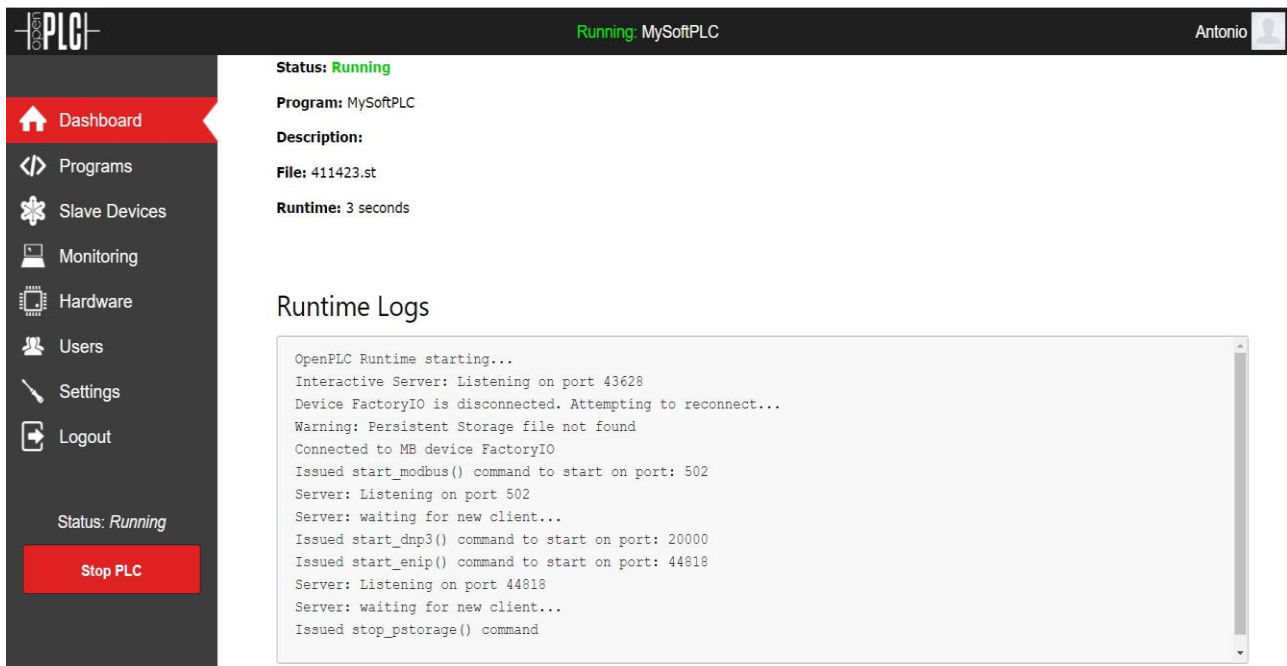 open PLC
Running: MySoftPLC
Antonio
Dashboard
Programs
Slave Devices
Monitoring
Hardware
Users
Settings
Logout
Status: Running
Stop PLC
Status: Running
Program: MySoftPLC
Description:
File: 411423.st
Runtime: 3 seconds
Runtime Logs
OpenPLC Runtime starting...
Interactive Server: Listening on port 43628
Device FactoryIO is disconnected. Attempting to reconnect...
Warning: Persistent Storage file not found
Connected to MB device FactoryIO
Issued start_modbus() command to start on port: 502
Server: Listening on port 502
Server: waiting for new client...
Issued start_dnp3() command to start on port: 20000
Issued start_enip() command to start on port: 44818
Server: Listening on port 44818
Server: waiting for new client...
Issued stop_pstorage() command